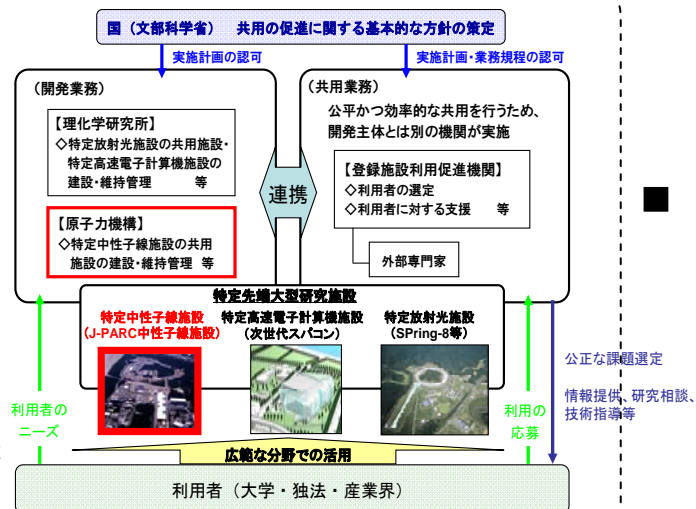 国（文部科学省）　共用の促進に関する基本的な方針の策定
実施計画の認可
実施計画・業務規程の認可
（開発業務）
【理化学研究所】
◇特定放射光施設の共用施設・
特定高速電子計算機施設の
建設・維持管理　等
【原子力機構】
◇特定中性子線施設の共用
施設の建設・維持管理 等
連携
（共用業務）
公平かつ効率的な共用を行うため、
開発主体とは別の機関が実施
【登録施設利用促進機関】
◇利用者の選定
◇利用者に対する支援　等
外部専門家
特定先端大型研究施設
特定中性子線施設
（J-PARC中性子線施設）
特定高速電子計算機施設
（次世代スパコン）
特定放射光施設
（SPring-8等）
利用者の
ニーズ
利用の
応募
公正な課題選定
情報提供、研究相談、
技術指導等
広範な分野での活用
利用者（大学・独法・産業界）